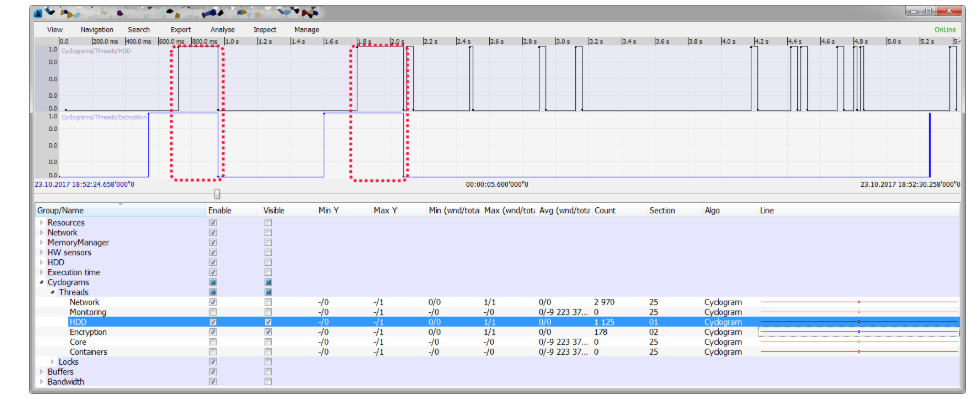 View Navigation Search Export Analyse Inspect Manage OnLine
ms 0.0 200.0 ms 400.0 ms 600.0 ms 800.0 ms 1.0 s 1.2 s 1.4 s 1.6 s 1.8 s 2.0 s 2.2 s 2.4 s 2.6 s 2.8 s 3.0 s 3.2 s 3.4 s 3.6 s 3.8 s 4.0 s 4.2 s 4.4 s 4.6 s 4.8 s 5.0 s 5.2 s 5.
1.0 Cyclograms/Threads/HDD
0.0
0.0
0.0
0.0
1.0 Cyclograms/Threads/Encryption
0.0
0.0
0.0
0.0
23.10.2017 18:52:24.658'000"0 00:00:05.600'000"0 23.10.2017 18:52:30.258'000"0
Group/Name Enable Visible Min Y Max Y Min (wnd/total Max (wnd/tota Avg (wnd/tota Count Section Algo Line
Resources
Network
MemoryManager
HW sensors
HDD
Execution time
Cyclograms
Threads
Network -/0 -/1 0/0 1/1 0/0 2 970 25 Cyclogram
Monitoring -/0 -/1 -/0 -/0 0/-9 223 37... 0 25 Cyclogram
HDD -/0 -/1 0/0 1/1 0/0 1 125 01 Cyclogram
Encryption -/0 -/1 0/0 1/1 0/0 178 02 Cyclogram
Core -/0 -/1 -/0 -/0 0/-9 223 37... 0 25 Cyclogram
Containers -/0 -/1 -/0 -/0 0/-9 223 37... 0 25 Cyclogram
Locks
Buffers
Bandwidth